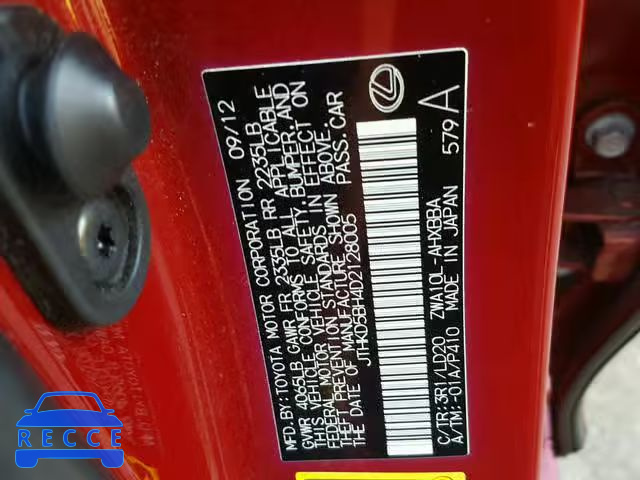 MFD.BY:TOYOTA MOTOR CORPORATION 09/12
GVWR 4065LB GAWR FR 2335LB RR 2235LB
THIS VEHICLE CONFORMS TO ALL APPLICABLE
FEDERAL MOTOR VEHICLE SAFETY, BUMPER, AND
THEFT PREVENTION STANDARDS IN EFFECT ON
THE DATE OF MANUFACTURE SHOWN ABOVE.
JTHKD5BH4D2128005 PASS.CAR
C/TR:3R1/LD20 ZWA10L-AHXBBA
A/TM:-01A/P410 MADE IN JAPAN 579 A
RECCE